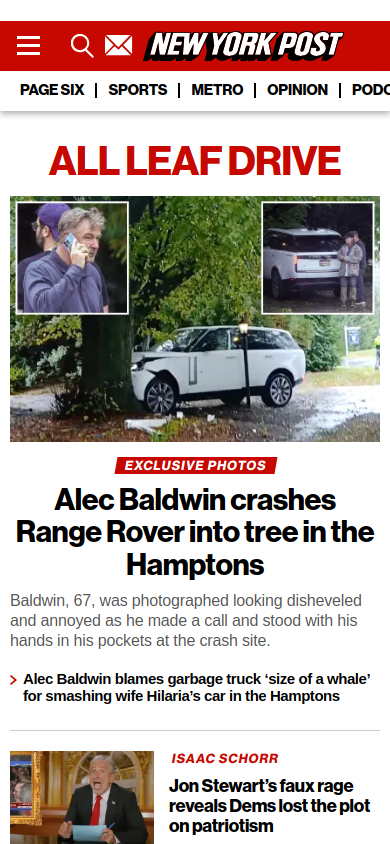 NEW YORK POST
PAGE SIX | SPORTS | METRO | OPINION |
ALL LEAF DRIVE
EXCLUSIVE PHOTOS
Alec Baldwin crashes
Range Rover into tree in the
Hamptons
Baldwin, 67, was photographed looking disheveled
and annoyed as he made a call and stood with his
hands in his pockets at the crash site.
Alec Baldwin blames garbage truck ‘size of a whale’
for smashing wife Hilaria’s car in the Hamptons
ISAAC SCHORR
Jon Stewart’s faux rage
reveals Dems lost the plot
on patriotism